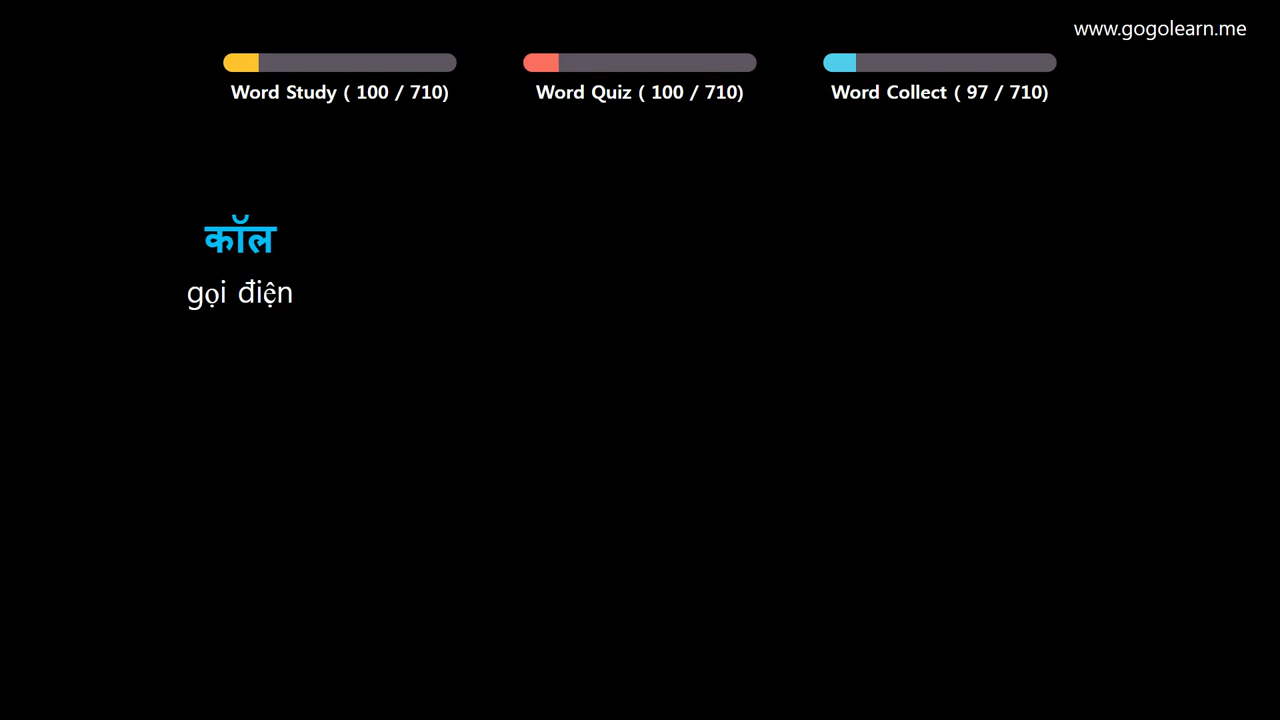 www.gogolearn.me
Word Study ( 100 / 710)
Word Quiz ( 100 / 710)
Word Collect ( 97 / 710)
कॉल
gọi điện